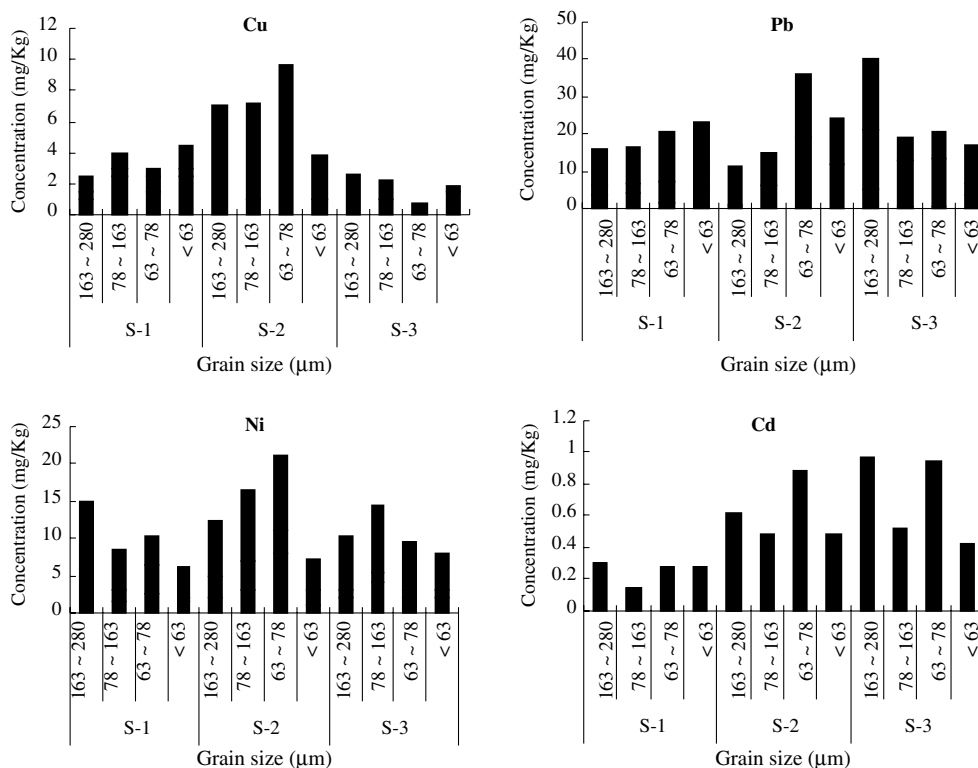 Cu
Concentration (mg/Kg)
12
10
8
6
4
2
0
163 ~ 280
78 ~ 163
63 ~ 78
< 63
163 ~ 280
78 ~ 163
63 ~ 78
< 63
163 ~ 280
78 ~ 163
63 ~ 78
< 63
S-1 S-2 S-3
Grain size (µm)
Pb
Concentration (mg/Kg)
50
40
30
20
10
0
163 ~ 280
78 ~ 163
63 ~ 78
< 63
163 ~ 280
78 ~ 163
63 ~ 78
< 63
163 ~ 280
78 ~ 163
63 ~ 78
< 63
S-1 S-2 S-3
Grain size (µm)
Ni
Concentration (mg/Kg)
25
20
15
10
5
0
163 ~ 280
78 ~ 163
63 ~ 78
< 63
163 ~ 280
78 ~ 163
63 ~ 78
< 63
163 ~ 280
78 ~ 163
63 ~ 78
< 63
S-1 S-2 S-3
Grain size (µm)
Cd
Concentration (mg/Kg)
1.2
1
0.8
0.6
0.4
0.2
0
163 ~ 280
78 ~ 163
63 ~ 78
< 63
163 ~ 280
78 ~ 163
63 ~ 78
< 63
163 ~ 280
78 ~ 163
63 ~ 78
< 63
S-1 S-2 S-3
Grain size (µm)